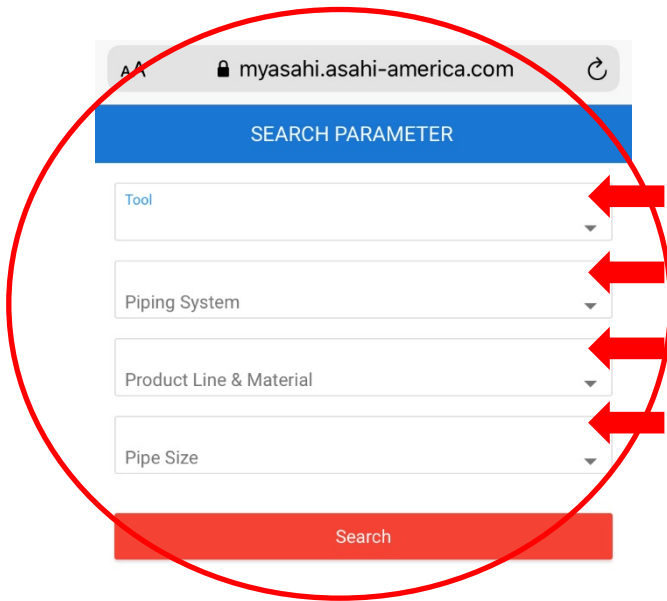 AA myasahi.asahi-america.com
SEARCH PARAMETER
Tool
Piping System
Product Line & Material
Pipe Size
Search